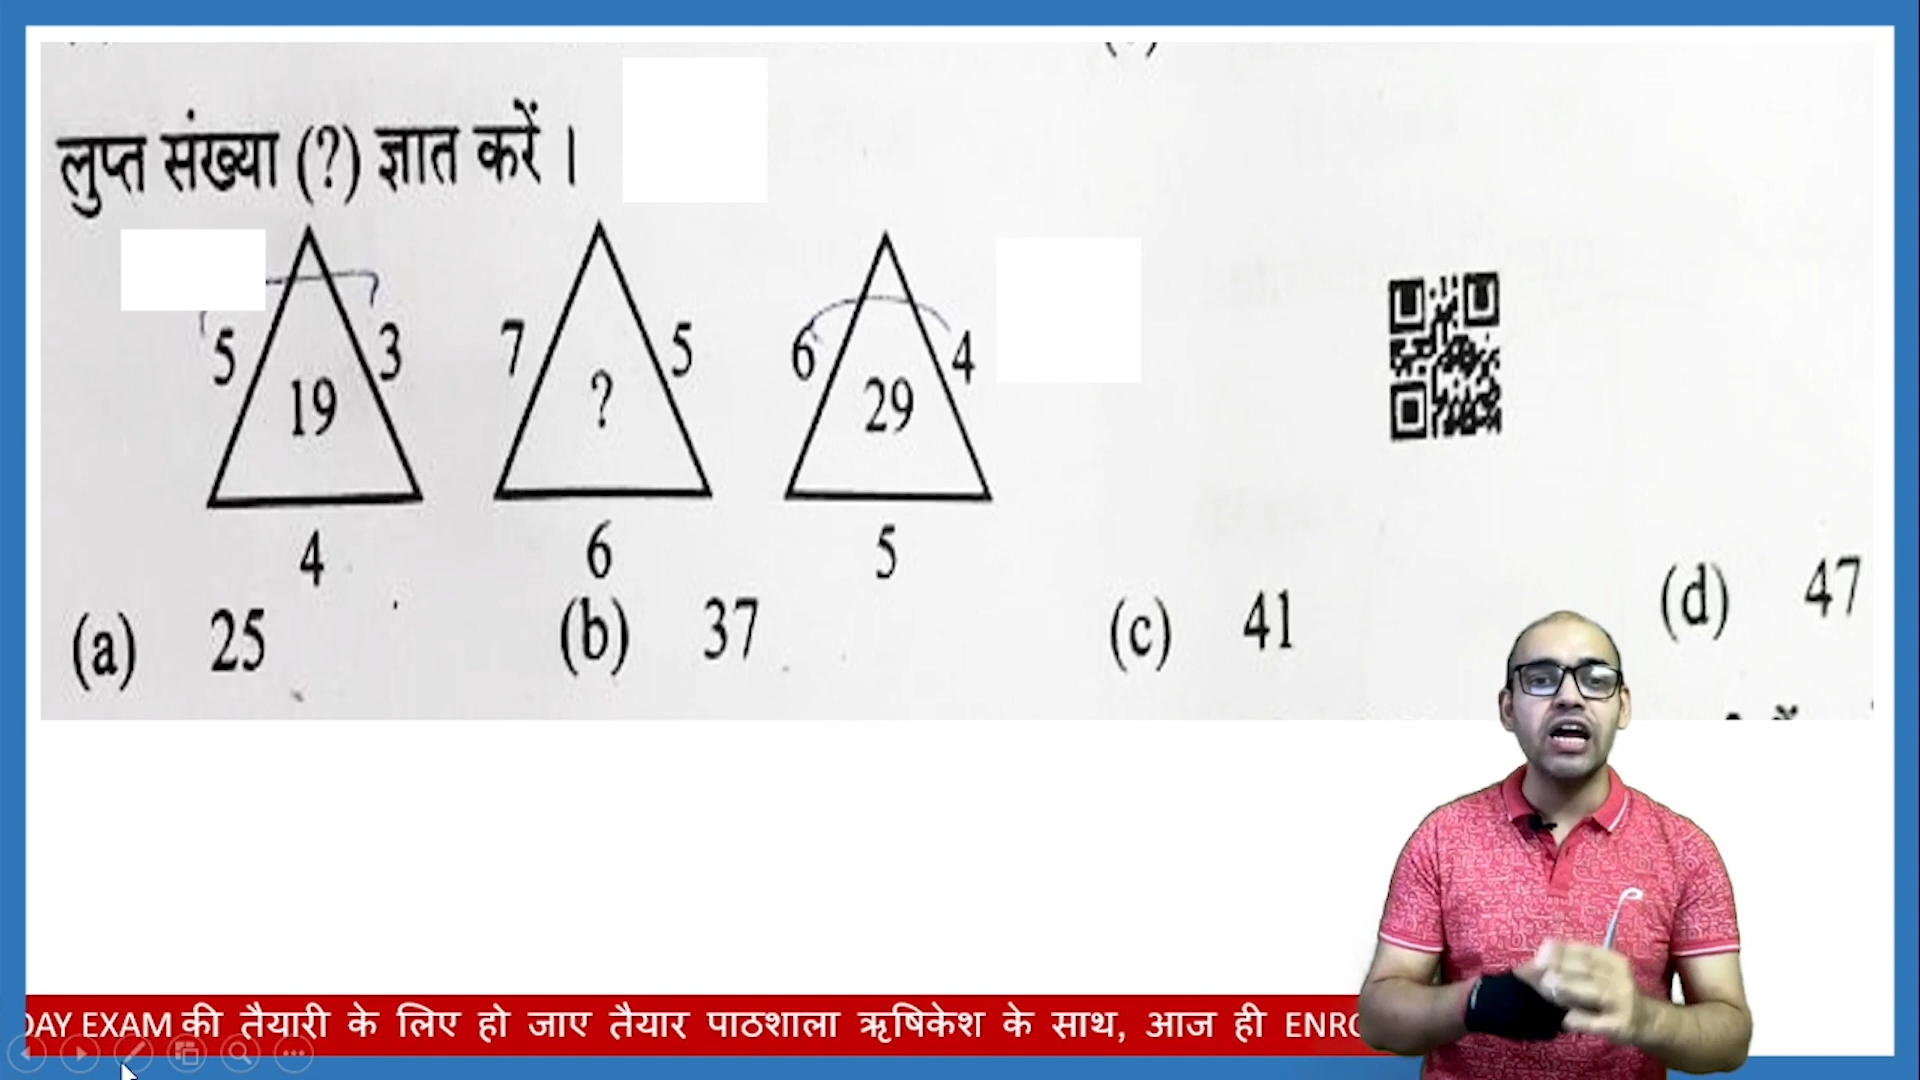 लुप्त संख्या (?) ज्ञात करें ।
5 3 7 5 6 4
19 ? 29
4 6 5
(a) 25 (b) 37 (c) 41 (d) 47
DAY EXAM की तैयारी के लिए हो जाए तैयार पाठशाला ऋषिकेश के साथ, आज ही